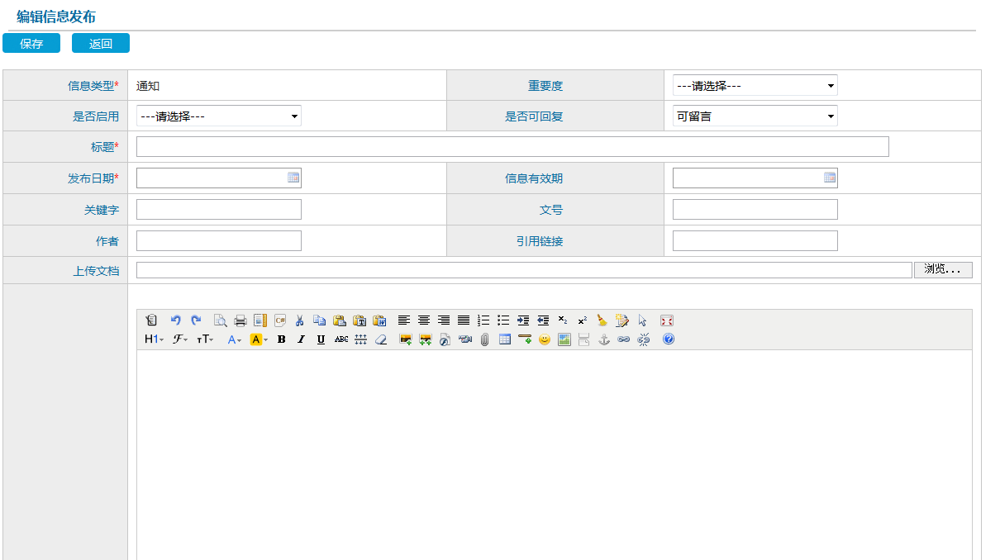 编辑信息发布
保存 返回
信息类型* 通知 重要度 ---请选择---
是否启用 ---请选择--- 是否可回复 可留言
标题*
发布日期* 信息有效期
关键字 文号
作者 引用链接
上传文档 浏览...
H1 F TT A A B I U ABC